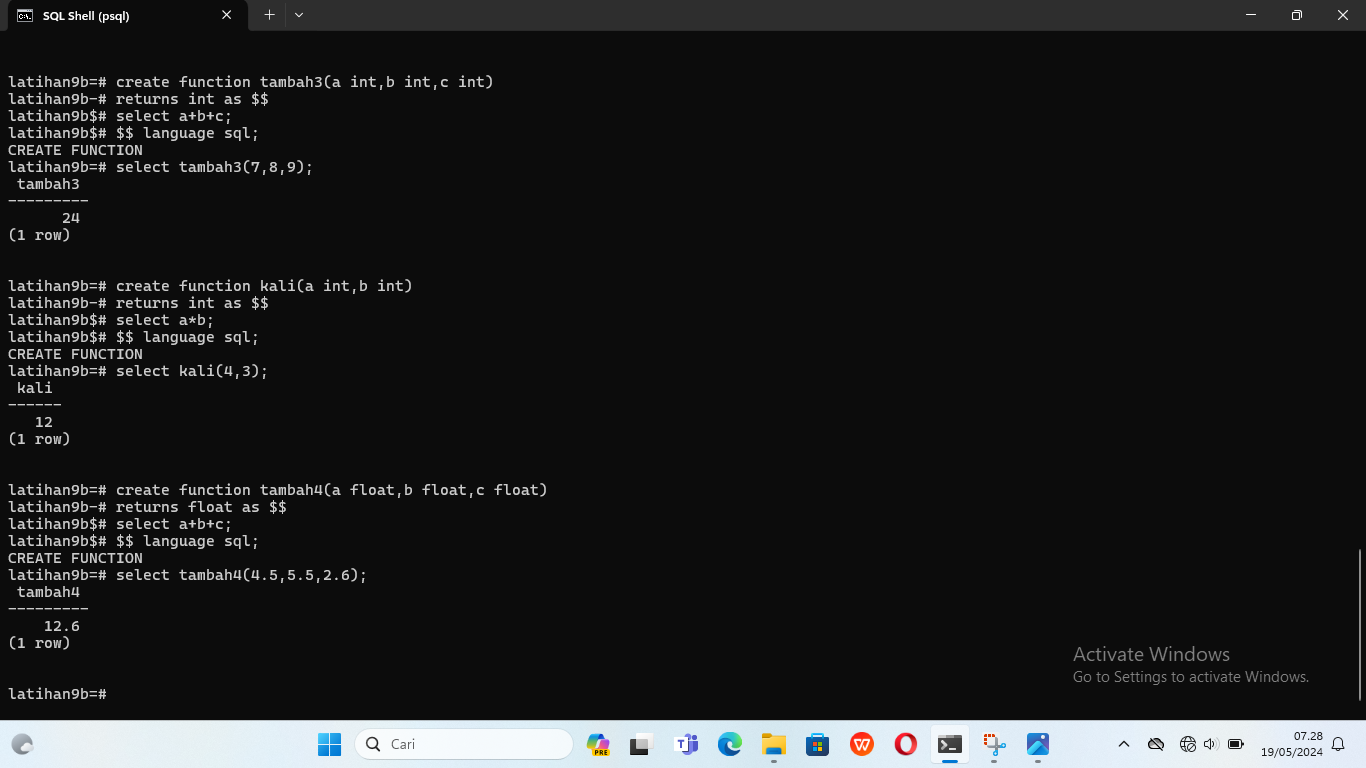 SQL Shell (psql)
latihan9b=# create function tambah3(a int,b int,c int)
latihan9b-# returns int as $$
latihan9b$# select a+b+c;
latihan9b$# $$ language sql;
CREATE FUNCTION
latihan9b=# select tambah3(7,8,9);
 tambah3
---------
      24
(1 row)
latihan9b=# create function kali(a int,b int)
latihan9b-# returns int as $$
latihan9b$# select a*b;
latihan9b$# $$ language sql;
CREATE FUNCTION
latihan9b=# select kali(4,3);
 kali
------
   12
(1 row)
latihan9b=# create function tambah4(a float,b float,c float)
latihan9b-# returns float as $$
latihan9b$# select a+b+c;
latihan9b$# $$ language sql;
CREATE FUNCTION
latihan9b=# select tambah4(4.5,5.5,2.6);
 tambah4
---------
    12.6
(1 row)
latihan9b=#
Activate Windows
Go to Settings to activate Windows.
Cari
PRE
07.28
19/05/2024